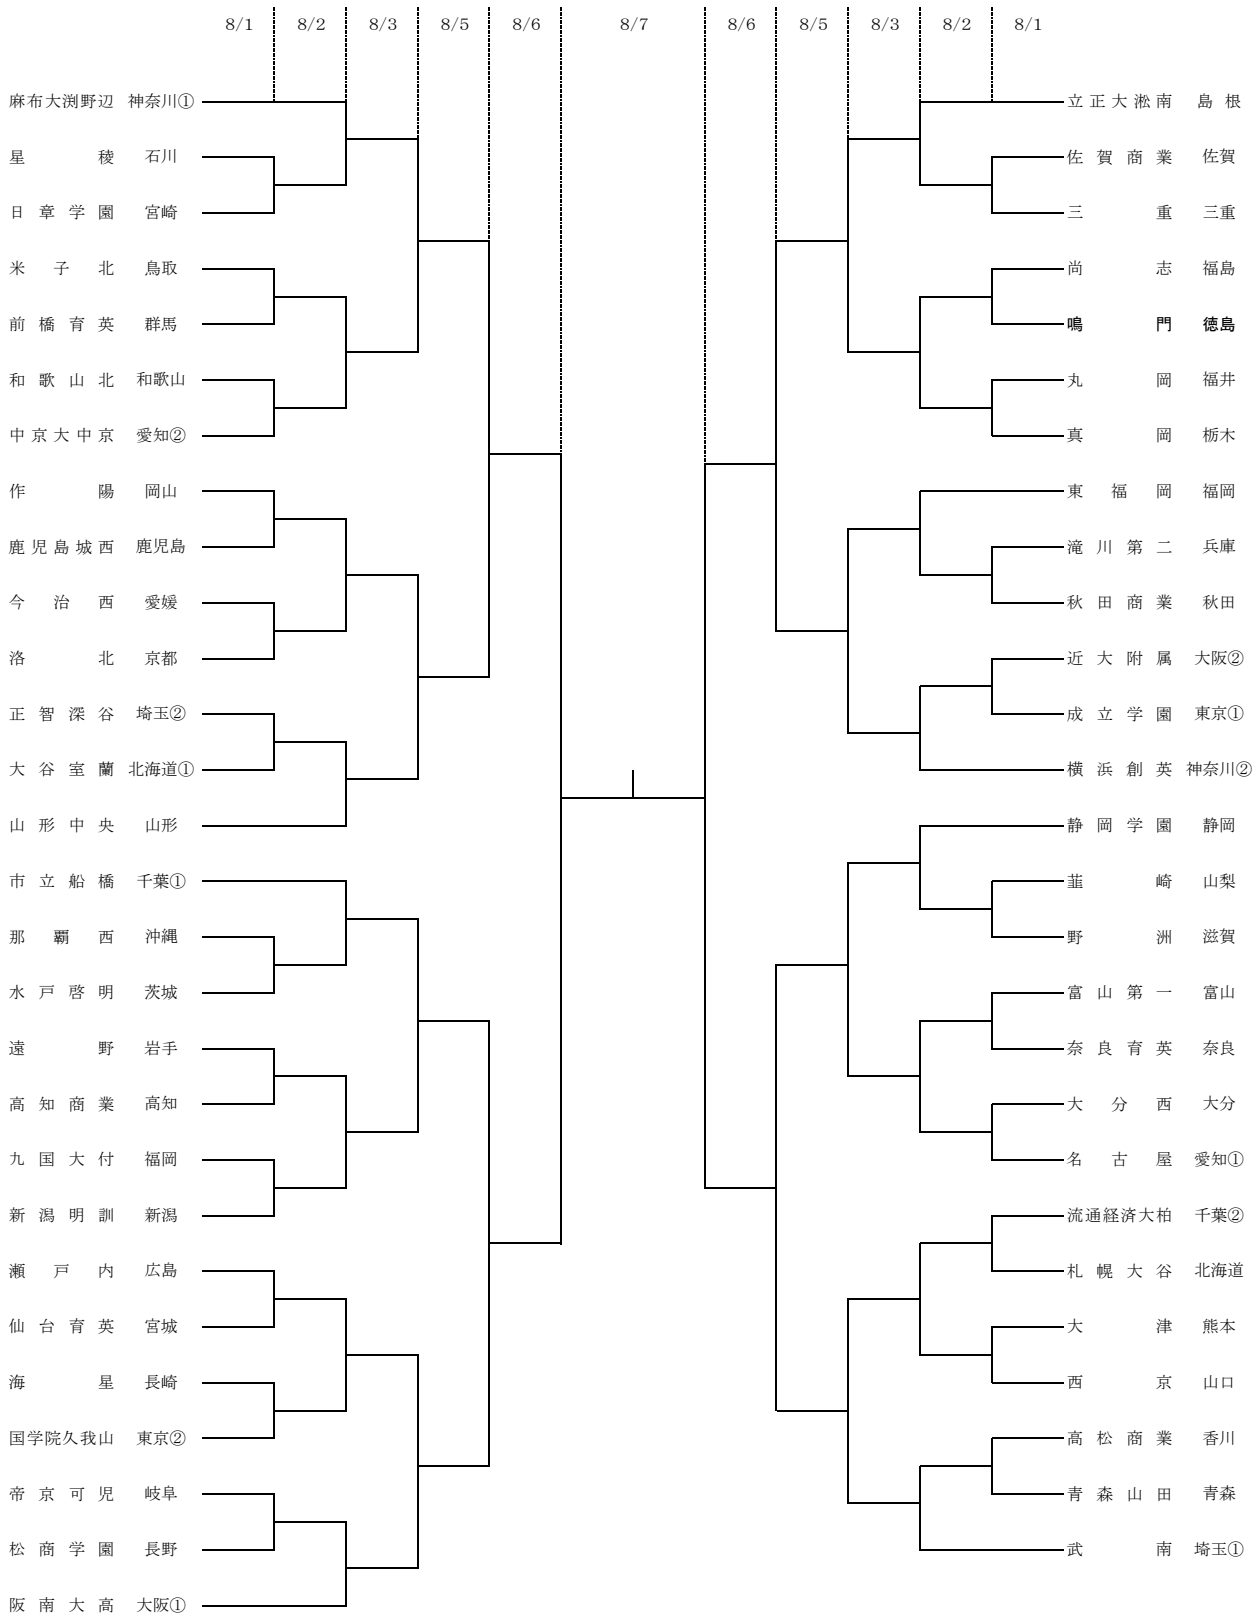 8/1 8/2 8/3 8/5 8/6 8/7 8/6 8/5 8/3 8/2 8/1
麻布大渕野辺 神奈川①
星稜 石川
日章学園 宮崎
米子北 鳥取
前橋育英 群馬
和歌山北 和歌山
中京大中京 愛知②
作陽 岡山
鹿児島城西 鹿児島
今治西 愛媛
洛北 京都
正智深谷 埼玉②
大谷室蘭 北海道①
山形中央 山形
市立船橋 千葉①
那覇西 沖縄
水戸啓明 茨城
遠野 岩手
高知商業 高知
九国大付 福岡
新潟明訓 新潟
瀬戸内 広島
仙台育英 宮城
海星 長崎
国学院久我山 東京②
帝京可児 岐阜
松商学園 長野
阪南大高 大阪①
立正大淞南 島根
佐賀商業 佐賀
三重 三重
尚志 福島
鳴門 徳島
丸岡 福井
真岡 栃木
東福岡 福岡
滝川第二 兵庫
秋田商業 秋田
近大附属 大阪②
成立学園 東京①
横浜創英 神奈川②
静岡学園 静岡
韮崎 山梨
野洲 滋賀
富山第一 富山
奈良育英 奈良
大分西 大分
名古屋 愛知①
流通経済大柏 千葉②
札幌大谷 北海道
大津 熊本
西京 山口
高松商業 香川
青森山田 青森
武南 埼玉①